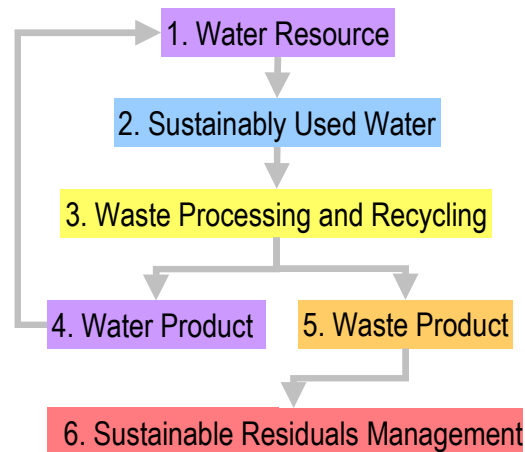 1. Water Resource
2. Sustainably Used Water
3. Waste Processing and Recycling
4. Water Product
5. Waste Product
6. Sustainable Residuals Management